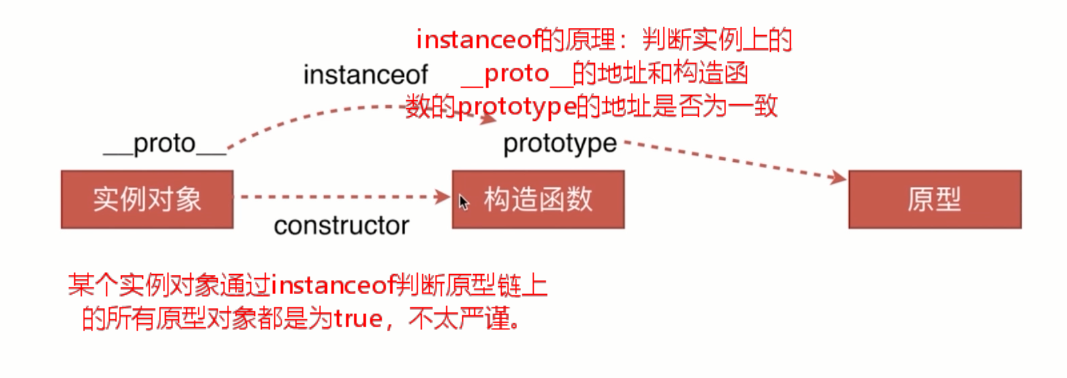 instanceof的原理：判断实例上的
instanceof
__proto__的地址和构造函
数的prototype的地址是否为一致
__proto__
prototype
实例对象
构造函数
原型
constructor
某个实例对象通过instanceof判断原型链上
的所有原型对象都是为true，不太严谨。